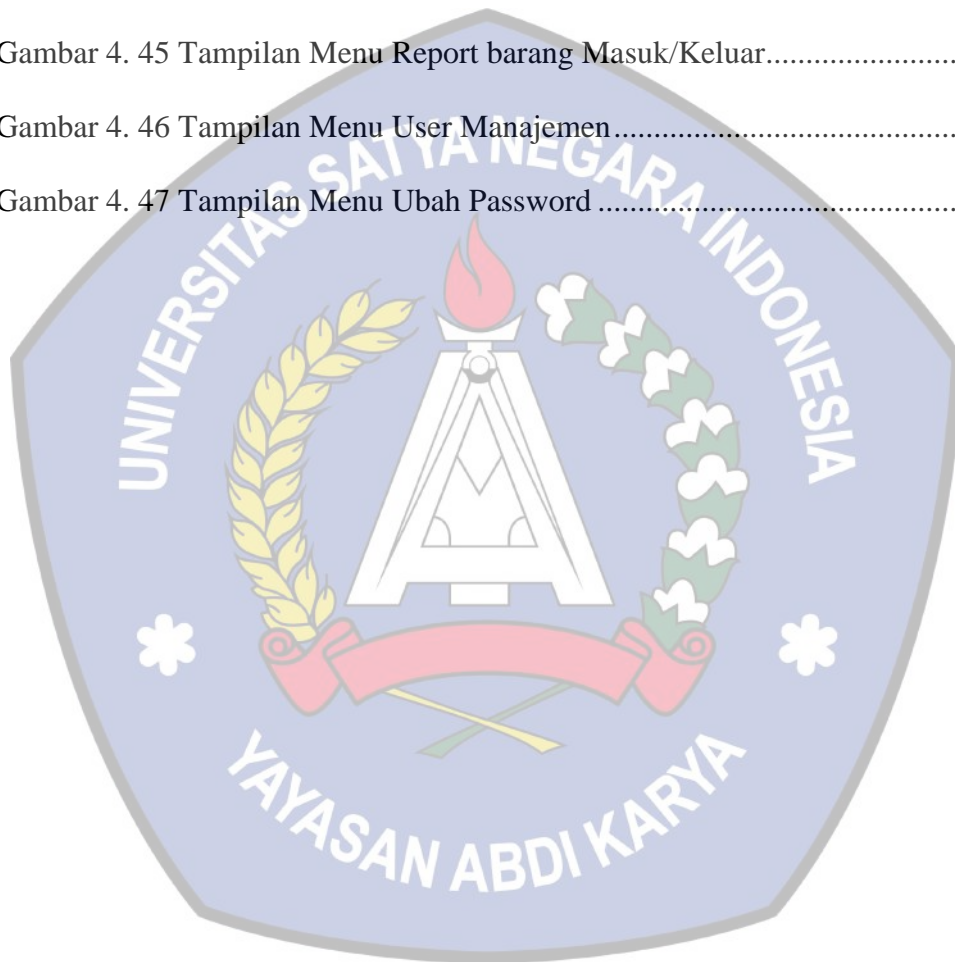 Gambar 4. 45 Tampilan Menu Report barang Masuk/Keluar......................
Gambar 4. 46 Tampilan Menu User Manajemen.......................................
Gambar 4. 47 Tampilan Menu Ubah Password .........................................
UNIVERSITAS SATYA NEGARA INDONESIA
YAYASAN ABDI KARYA